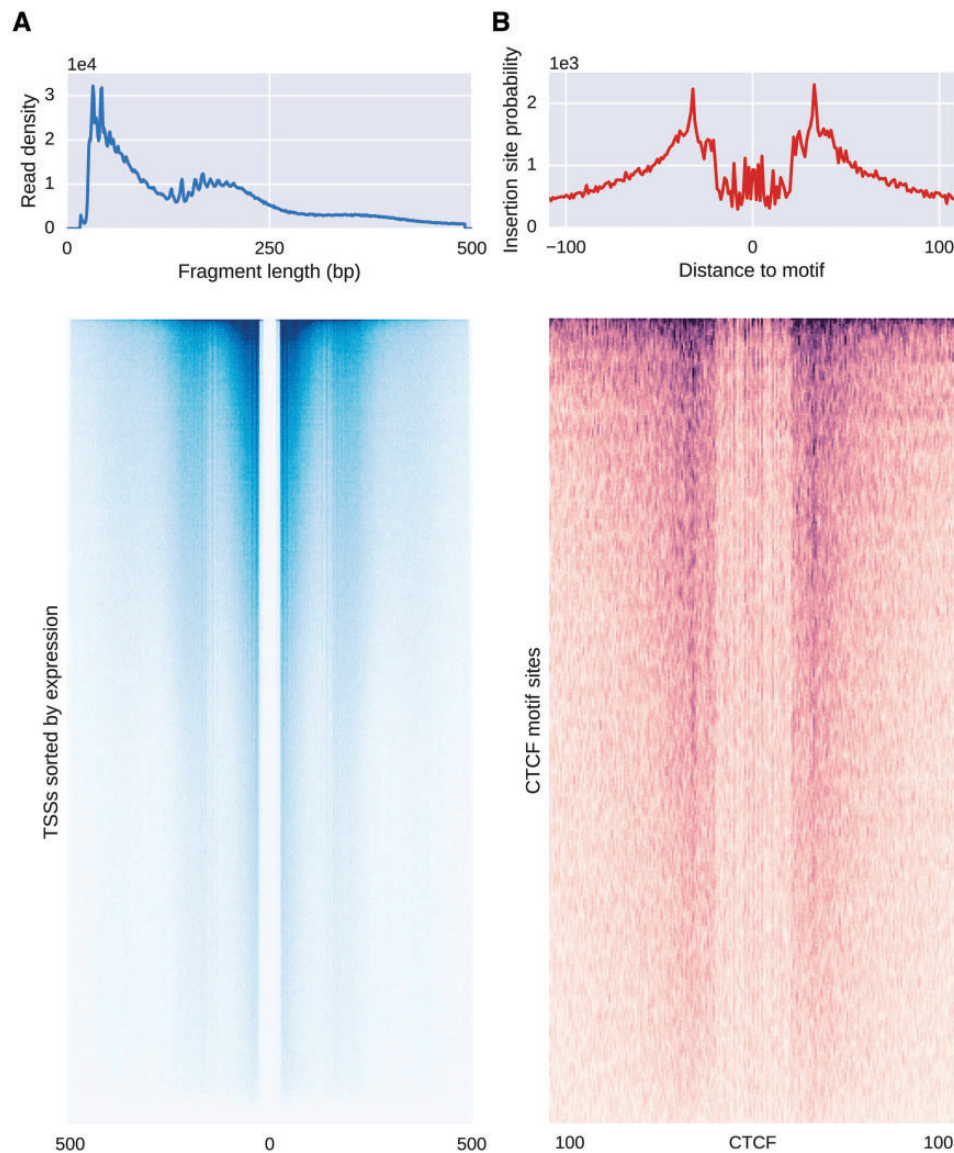 A
B
1e4
3
2
1
0
Read density
0
250
500
Fragment length (bp)
1e3
2
1
0
Insertion site probability
−100
0
100
Distance to motif
TSSs sorted by expression
500
0
500
CTCF motif sites
100
CTCF
100